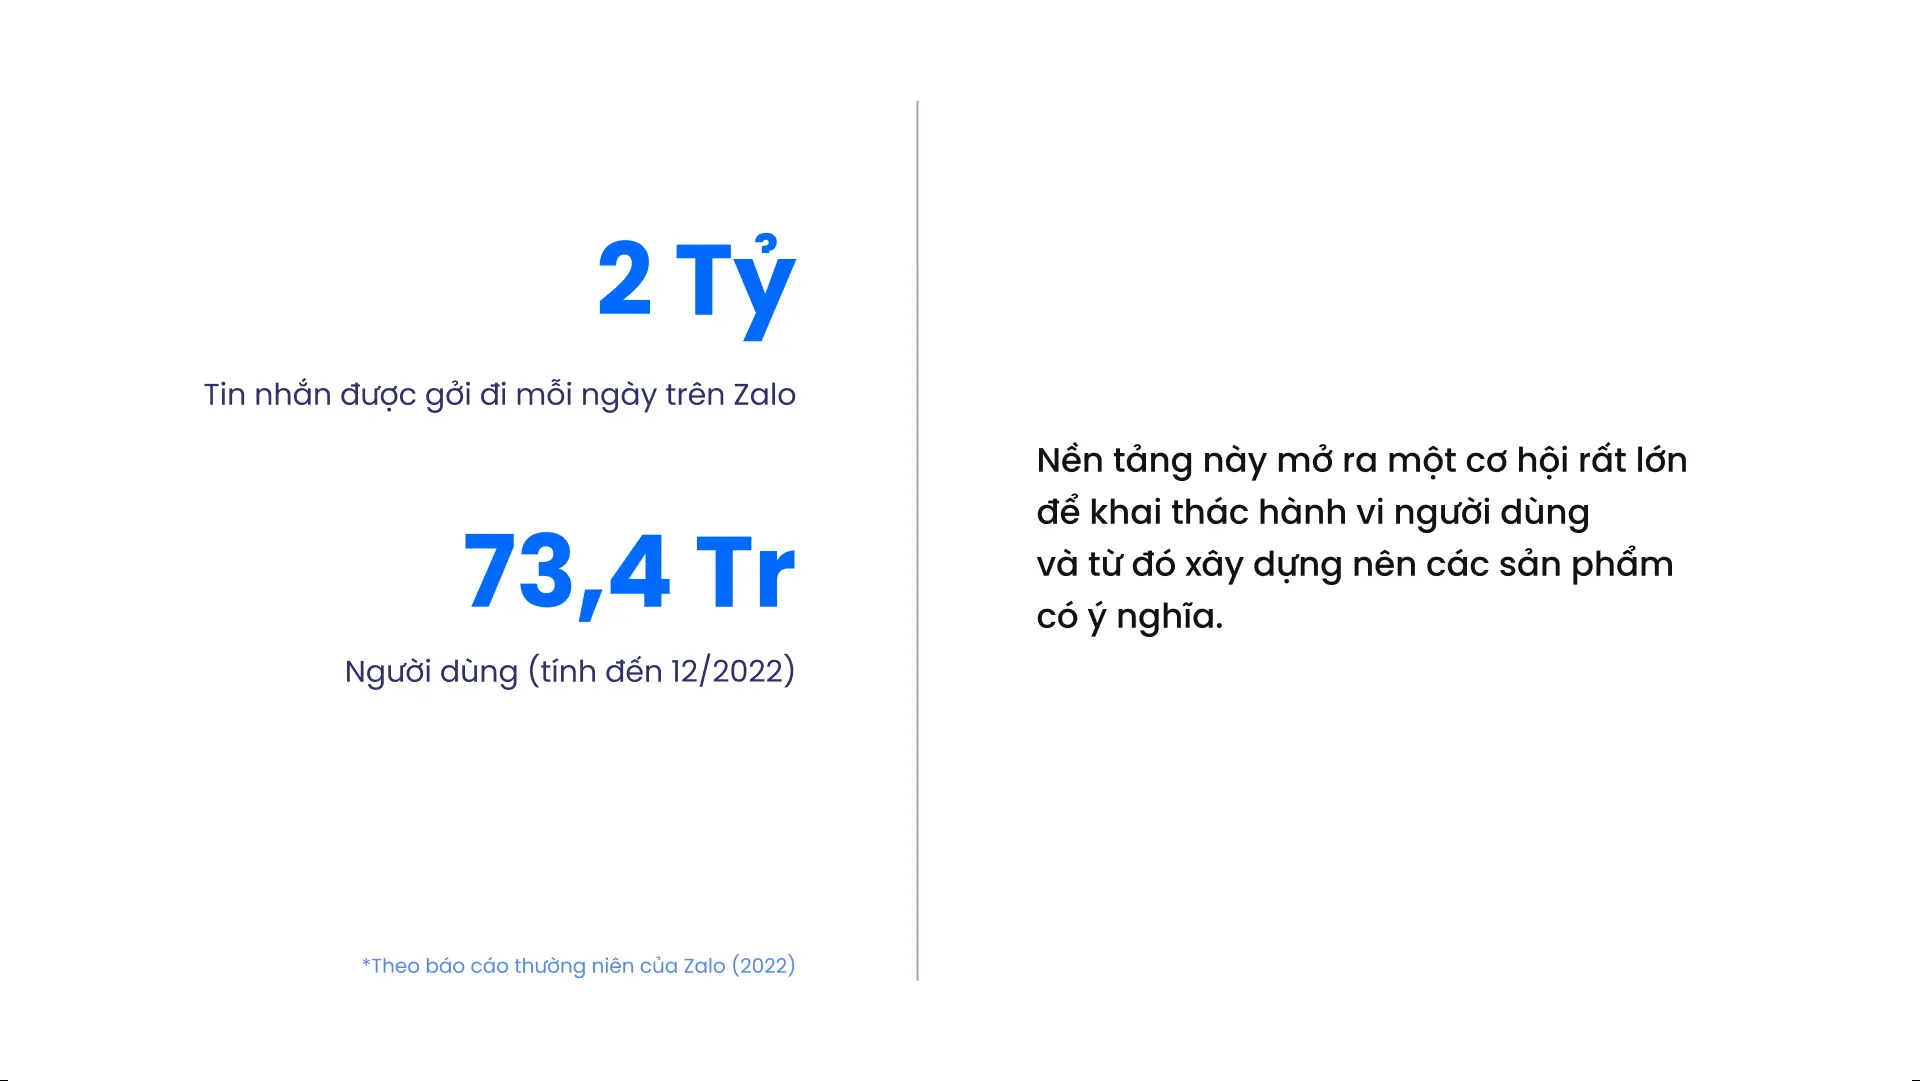 2 Tỷ
Tin nhắn được gởi đi mỗi ngày trên Zalo
73,4 Tr
Người dùng (tính đến 12/2022)
*Theo báo cáo thường niên của Zalo (2022)
Nền tảng này mở ra một cơ hội rất lớn
để khai thác hành vi người dùng
và từ đó xây dựng nên các sản phẩm
có ý nghĩa.